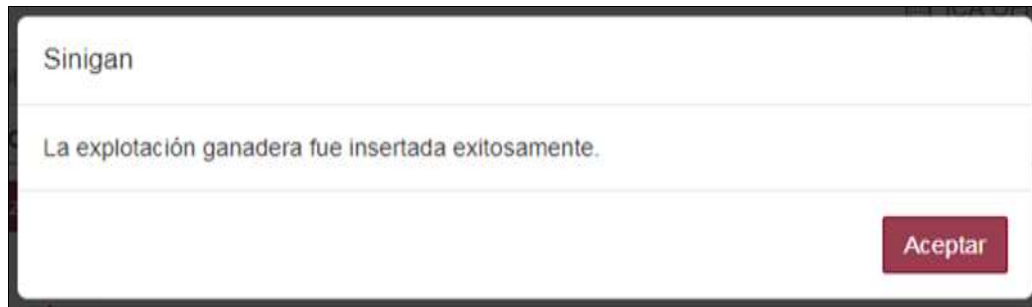 Sinigan
La explotación ganadera fue insertada exitosamente.
Aceptar